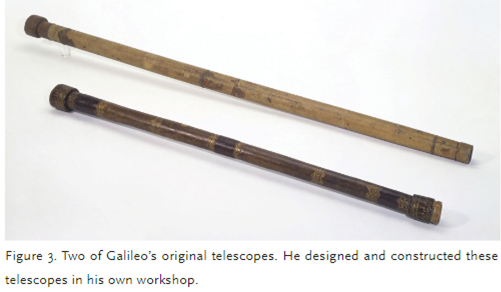 Figure 3. Two of Galileo's original telescopes. He designed and constructed these
telescopes in his own workshop.